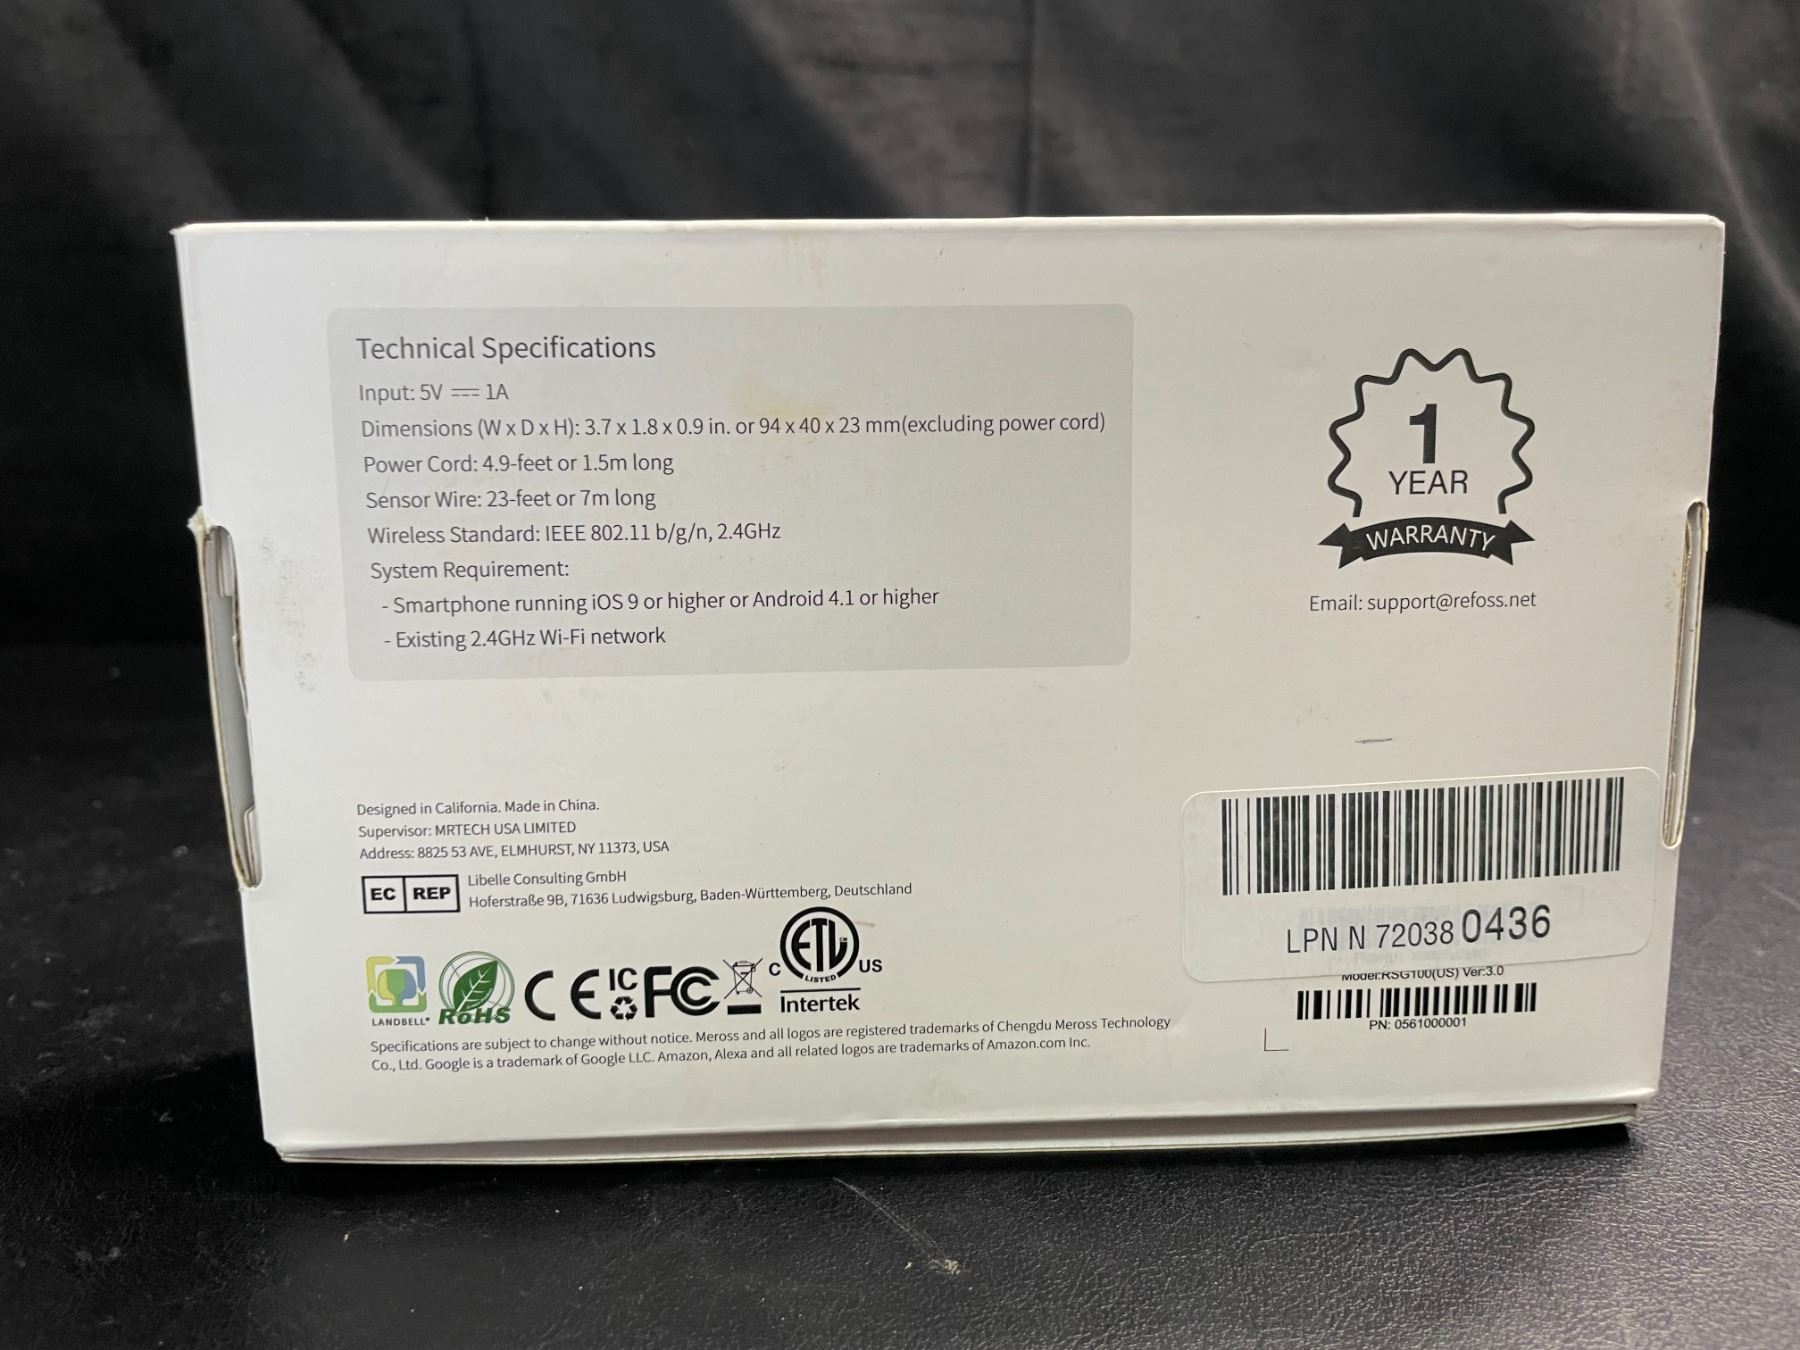 Technical Specifications
Input: 5V ⎓ 1A
Dimensions (W x D x H): 3.7 x 1.8 x 0.9 in. or 94 x 40 x 23 mm(excluding power cord)
Power Cord: 4.9-feet or 1.5m long
Sensor Wire: 23-feet or 7m long
Wireless Standard: IEEE 802.11 b/g/n, 2.4GHz
System Requirement:
- Smartphone running iOS 9 or higher or Android 4.1 or higher
- Existing 2.4GHz Wi-Fi network
1
YEAR
WARRANTY
Email: support@refoss.net
Designed in California. Made in China.
Supervisor: MRTECH USA LIMITED
Address: 8825 53 AVE, ELMHURST, NY 11373, USA
EC REP
Libelle Consulting GmbH
Hoferstraße 9B, 71636 Ludwigsburg, Baden-Württemberg, Deutschland
LANDBELL
RoHS
CE
IC
FC
C ETL US
LISTED
Intertek
Specifications are subject to change without notice. Meross and all logos are registered trademarks of Chengdu Meross Technology
Co., Ltd. Google is a trademark of Google LLC. Amazon, Alexa and all related logos are trademarks of Amazon.com Inc.
LPN N 72038 0436
Model:RSG100(US) Ver:3.0
PN: 0561000001